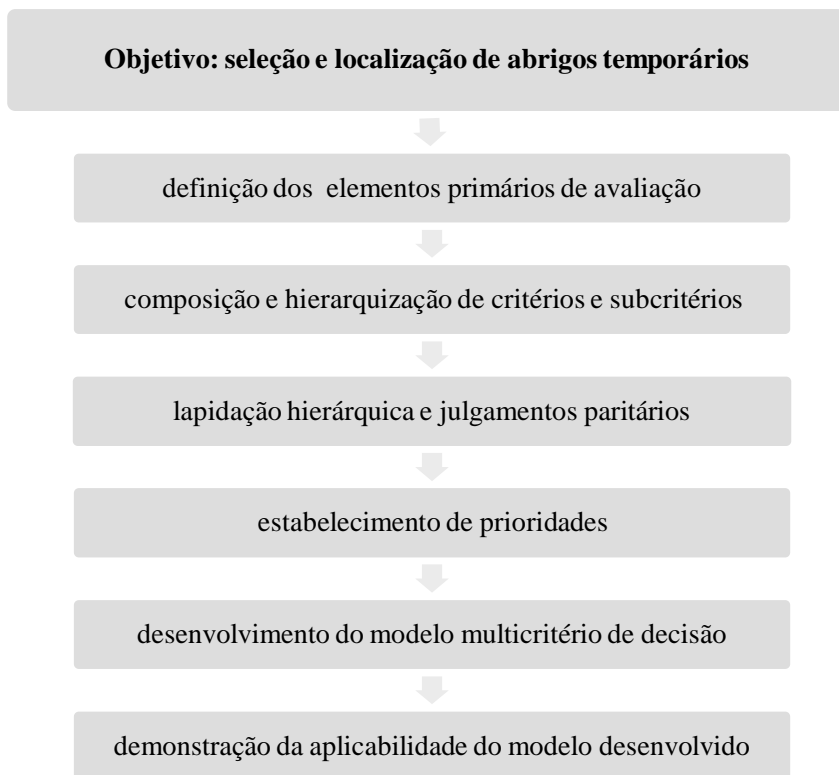 Objetivo: seleção e localização de abrigos temporários
definição dos elementos primários de avaliação
composição e hierarquização de critérios e subcritérios
lapidação hierárquica e julgamentos paritários
estabelecimento de prioridades
desenvolvimento do modelo multicritério de decisão
demonstração da aplicabilidade do modelo desenvolvido